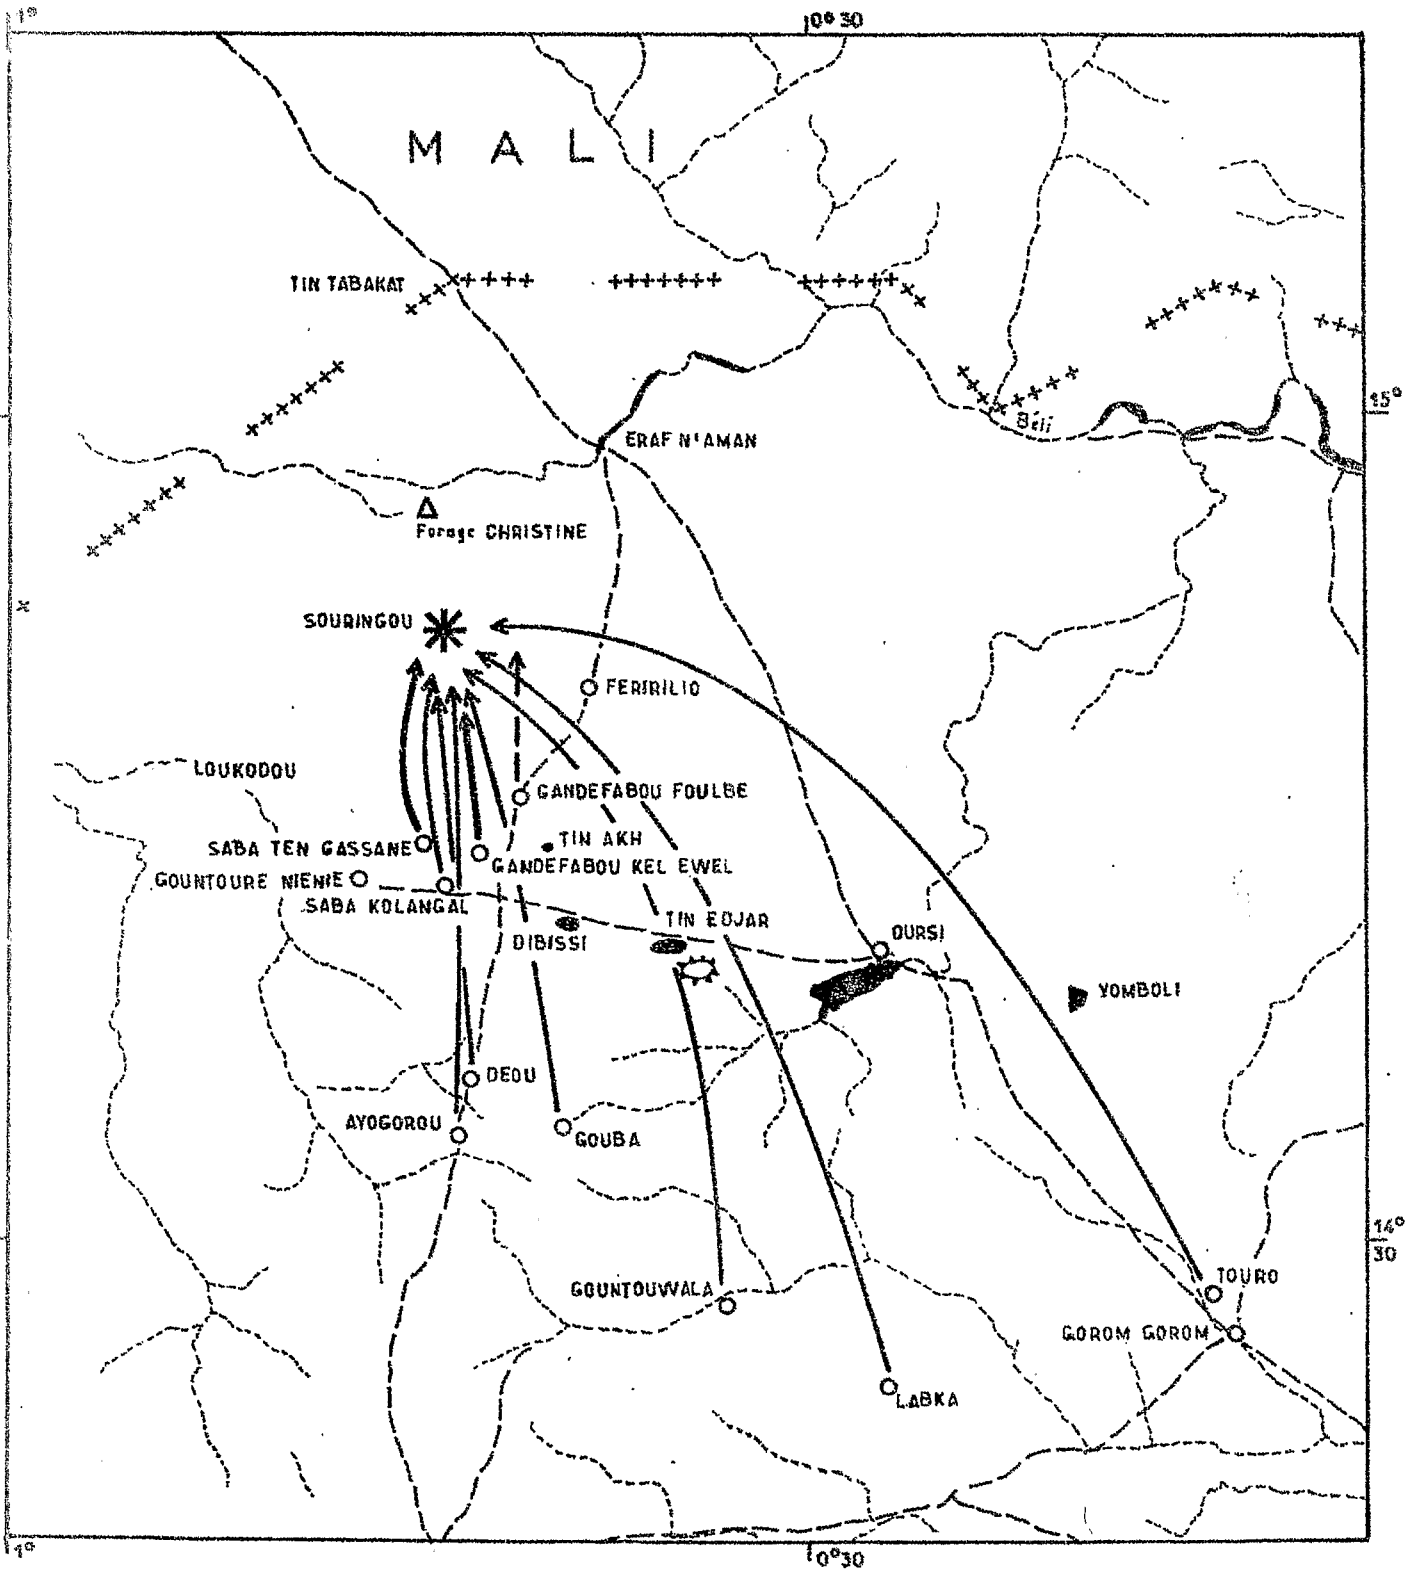 1°
0°30
MALI
TIN TABAKAT
15°
Béli
ERAF N'AMAN
Forage CHRISTINE
SOURINGOU
FERIRILIO
LOUKODOU
GANDEFABOU FOULBE
TIN AKH
SABA TEN GASSANE
GANDEFABOU KEL EWEL
GOUNTOURE NIENIE
SABA KOLANGAL
TIN EDJAR
OURSI
DIBISSI
YOMBOLI
DEOU
AYOGOROU
GOUBA
14°
30
TOURO
GOUNTOUWALA
GOROM GOROM
LABKA
1°
0°30